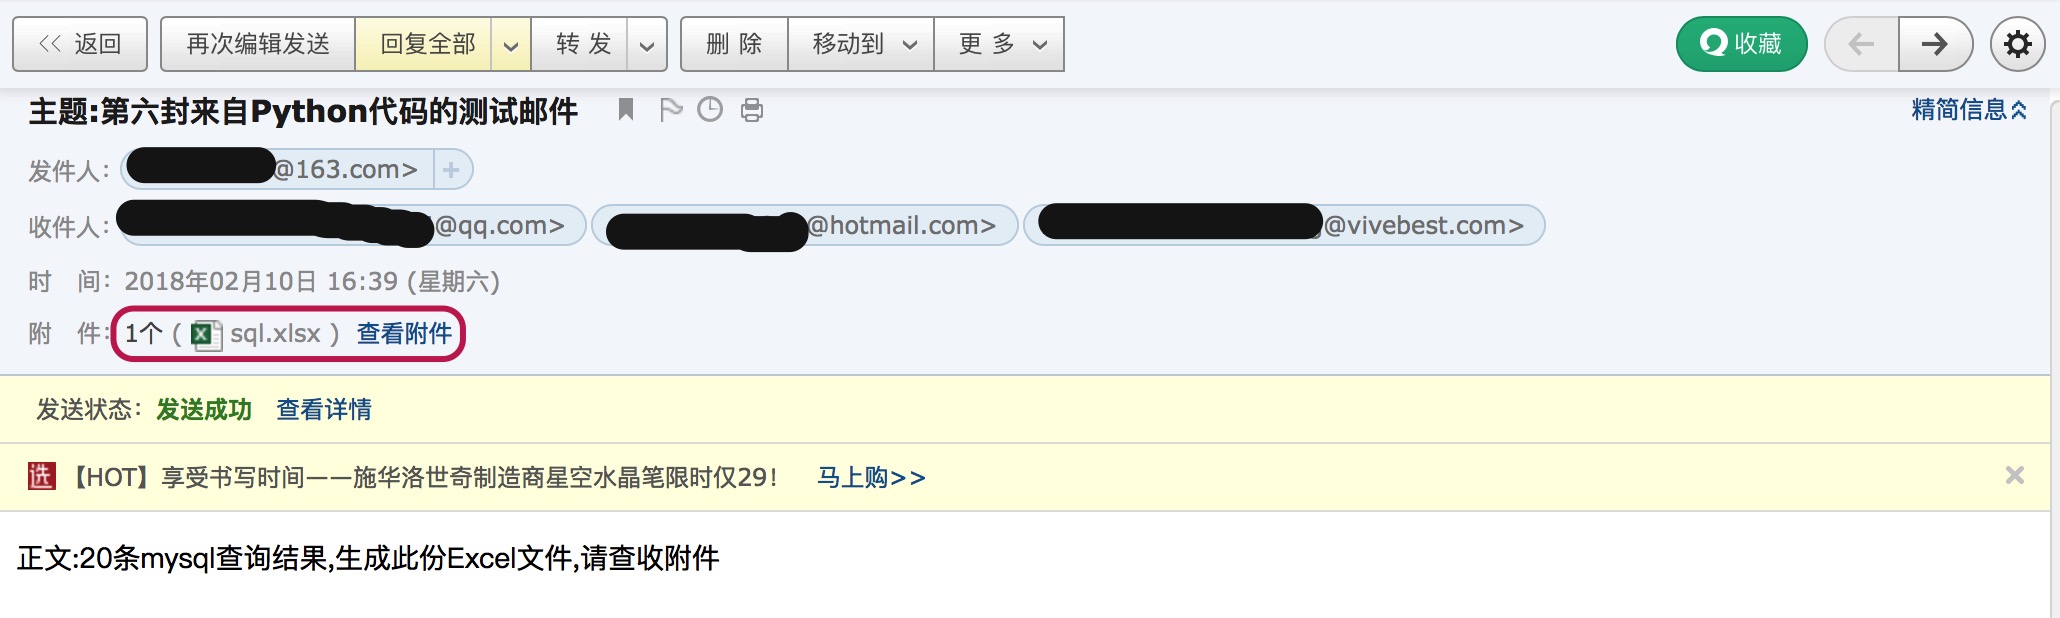 << 返回 再次编辑发送 回复全部 转 发 删 除 移动到 更 多 收藏
主题:第六封来自Python代码的测试邮件 精简信息
发件人: @163.com> +
收件人: @qq.com> @hotmail.com> @vivebest.com>
时 间: 2018年02月10日 16:39 (星期六)
附 件: 1个 ( sql.xlsx ) 查看附件
发送状态: 发送成功 查看详情
选 【HOT】享受书写时间——施华洛世奇制造商星空水晶笔限时仅29! 马上购>>
正文:20条mysql查询结果,生成此份Excel文件,请查收附件